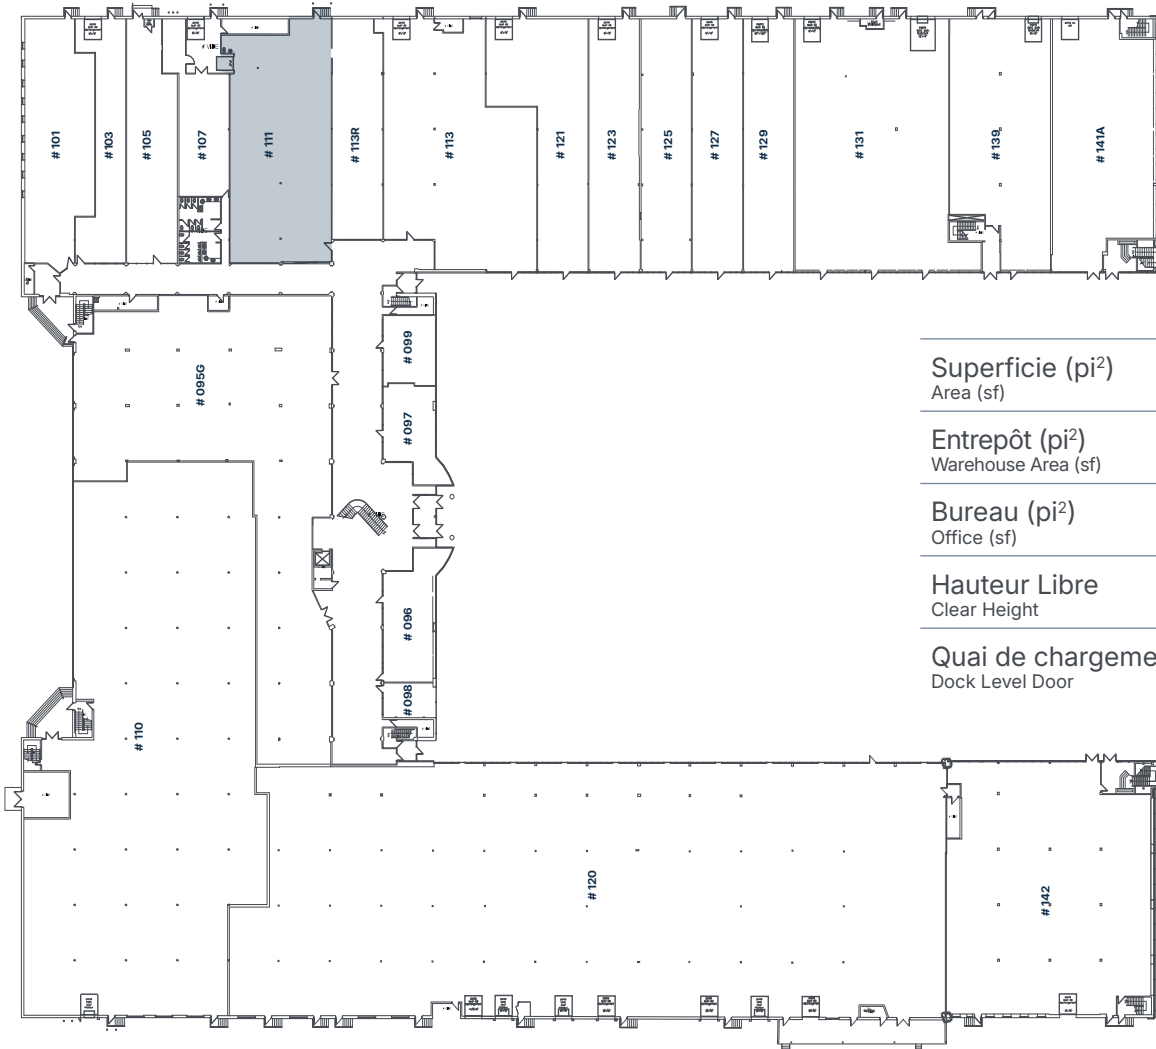 # 101
# 103
# 105
# 107
# 111
# 113R
# 113
# 121
# 123
# 125
# 127
# 129
# 131
# 139
# 141A
# 095G
# 099
# 097
# 096
# 098
# 110
# 120
# 142
Superficie (pi²)
Area (sf)
Entrepôt (pi²)
Warehouse Area (sf)
Bureau (pi²)
Office (sf)
Hauteur Libre
Clear Height
Quai de chargeme
Dock Level Door